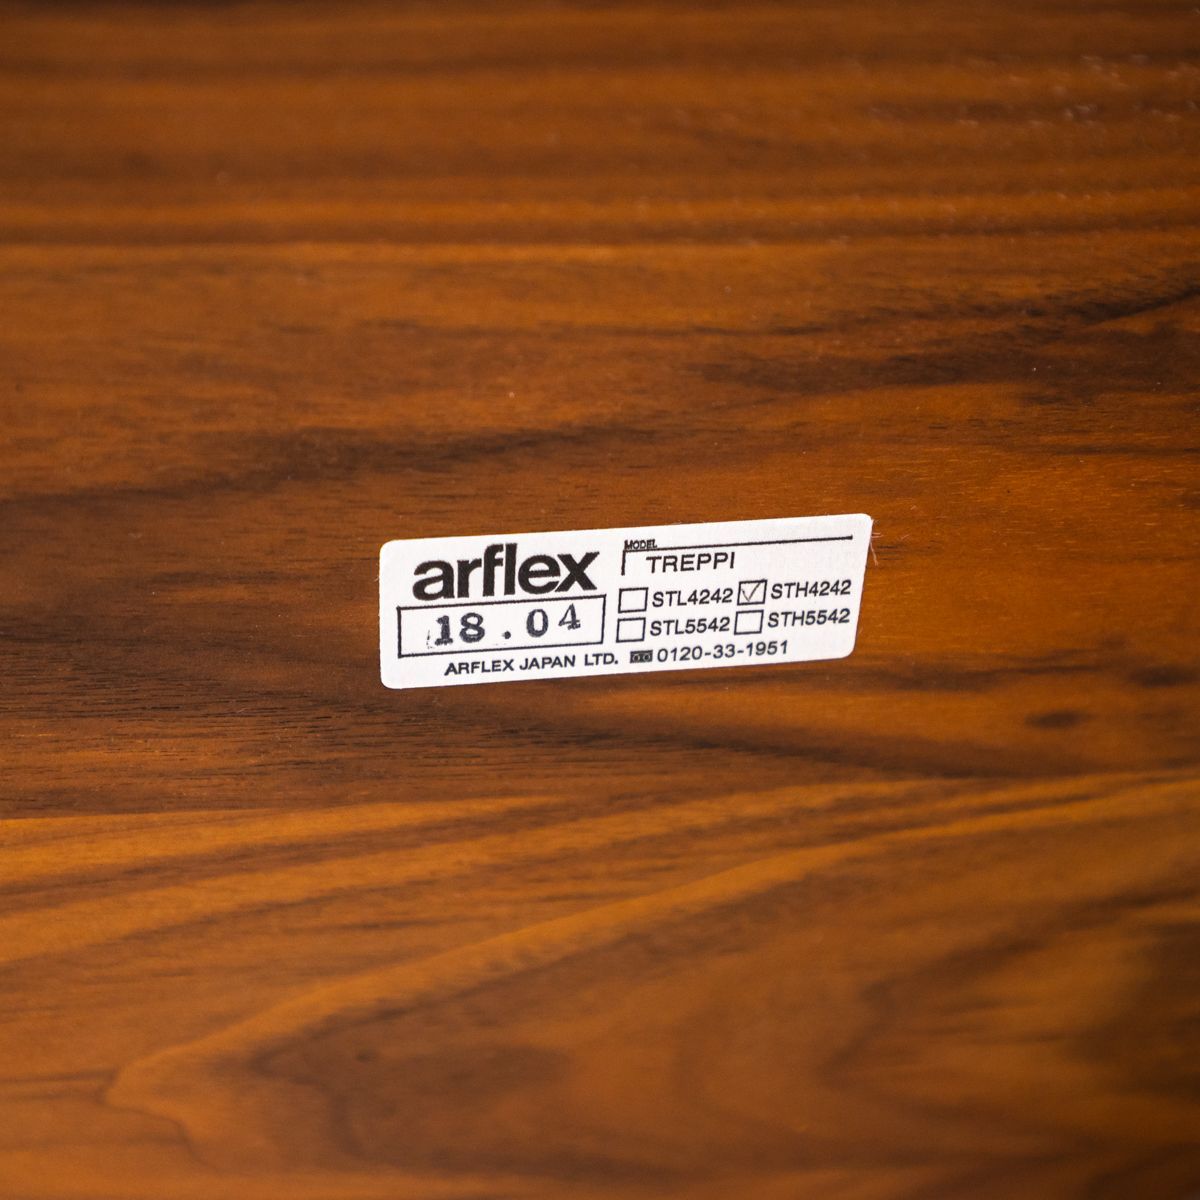 arflex
18.04
ARFLEX JAPAN LTD. 0120-33-1951
MODEL
TREPPI
STL4242 STH4242
STL5542 STH5542